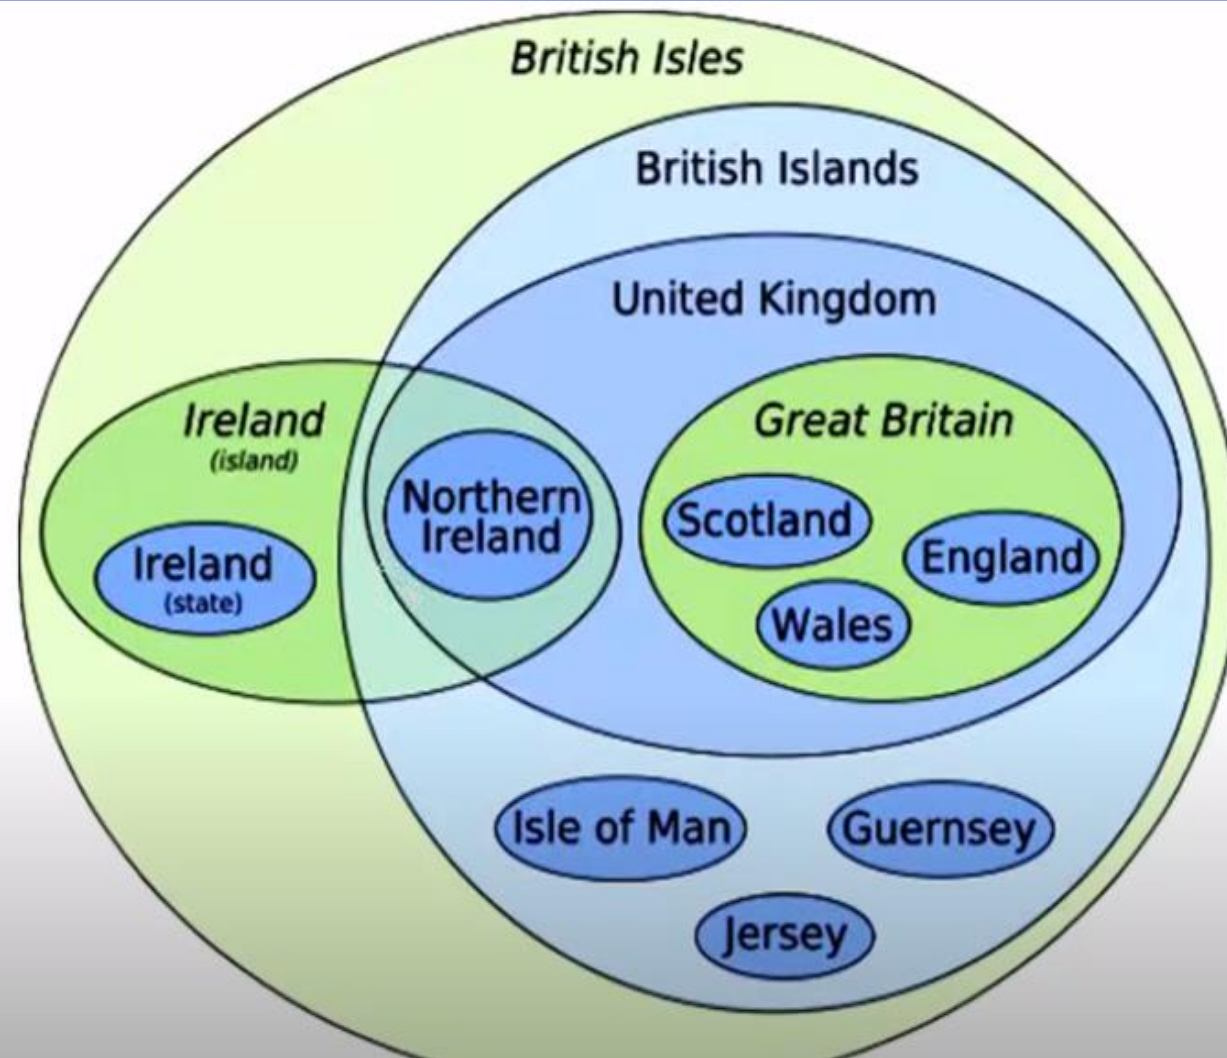 British Isles
British Islands
United Kingdom
Ireland
(island)
Great Britain
Northern
Ireland
Scotland
England
Ireland
(state)
Wales
Isle of Man
Guernsey
Jersey